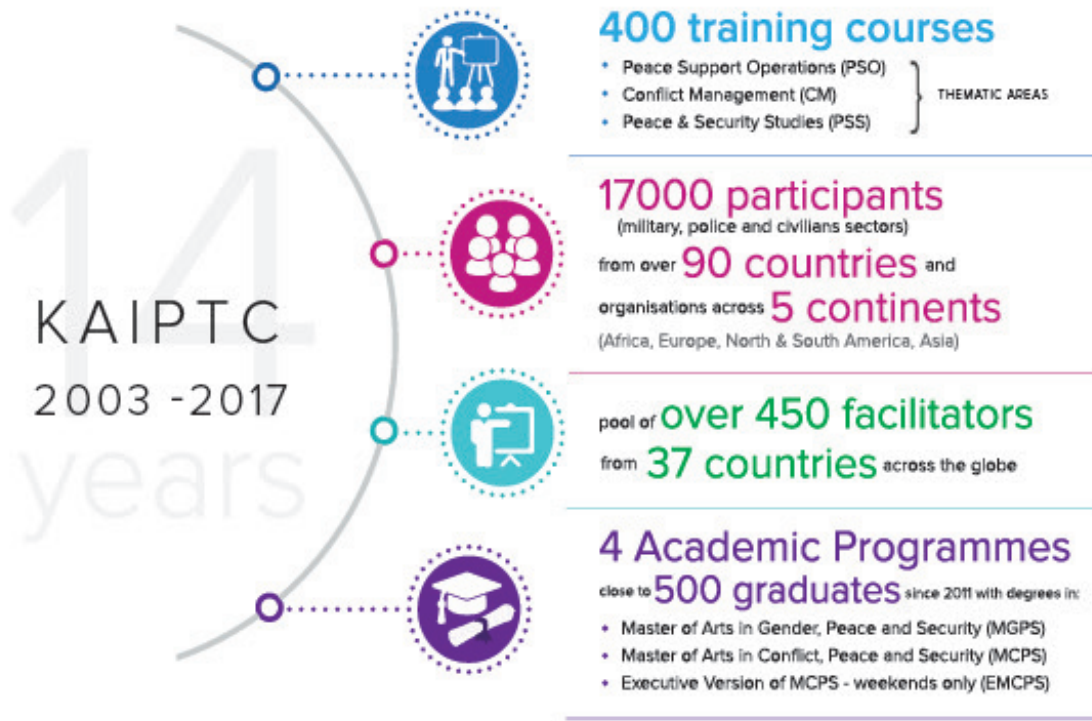 14
KAIPTC
2003 -2017
years
400 training courses
• Peace Support Operations (PSO)
• Conflict Management (CM)
• Peace & Security Studies (PSS)
THEMATIC AREAS
17000 participants
(military, police and civilians sectors)
from over 90 countries and
organisations across 5 continents
(Africa, Europe, North & South America, Asia)
pool of over 450 facilitators
from 37 countries across the globe
4 Academic Programmes
close to 500 graduates since 2011 with degrees in:
• Master of Arts in Gender, Peace and Security (MGPS)
• Master of Arts in Conflict, Peace and Security (MCPS)
• Executive Version of MCPS - weekends only (EMCPS)